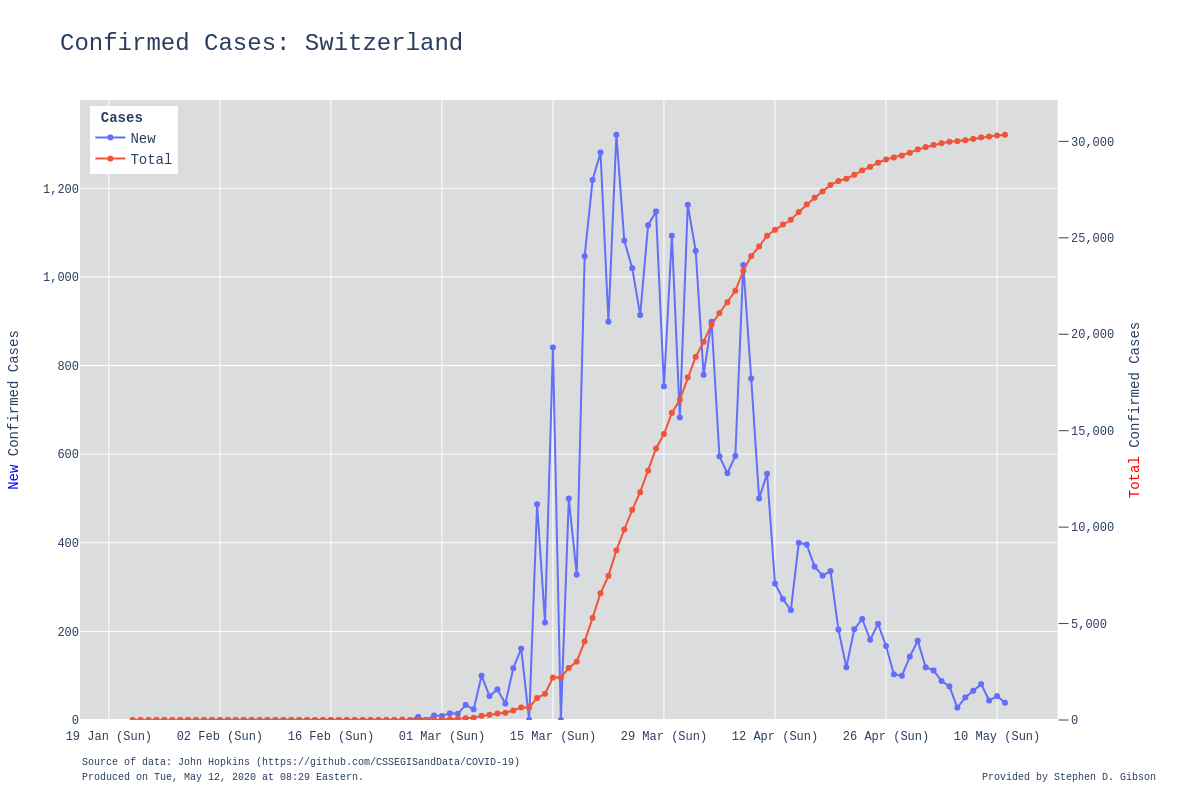 Confirmed Cases: Switzerland
Cases
New
Total
1,200
1,000
800
600
400
200
0
New Confirmed Cases
30,000
25,000
20,000
15,000
10,000
5,000
0
Total Confirmed Cases
19 Jan (Sun) 02 Feb (Sun) 16 Feb (Sun) 01 Mar (Sun) 15 Mar (Sun) 29 Mar (Sun) 12 Apr (Sun) 26 Apr (Sun) 10 May (Sun)
Source of data: John Hopkins (https://github.com/CSSEGISandData/COVID-19)
Produced on Tue, May 12, 2020 at 08:29 Eastern.
Provided by Stephen D. Gibson